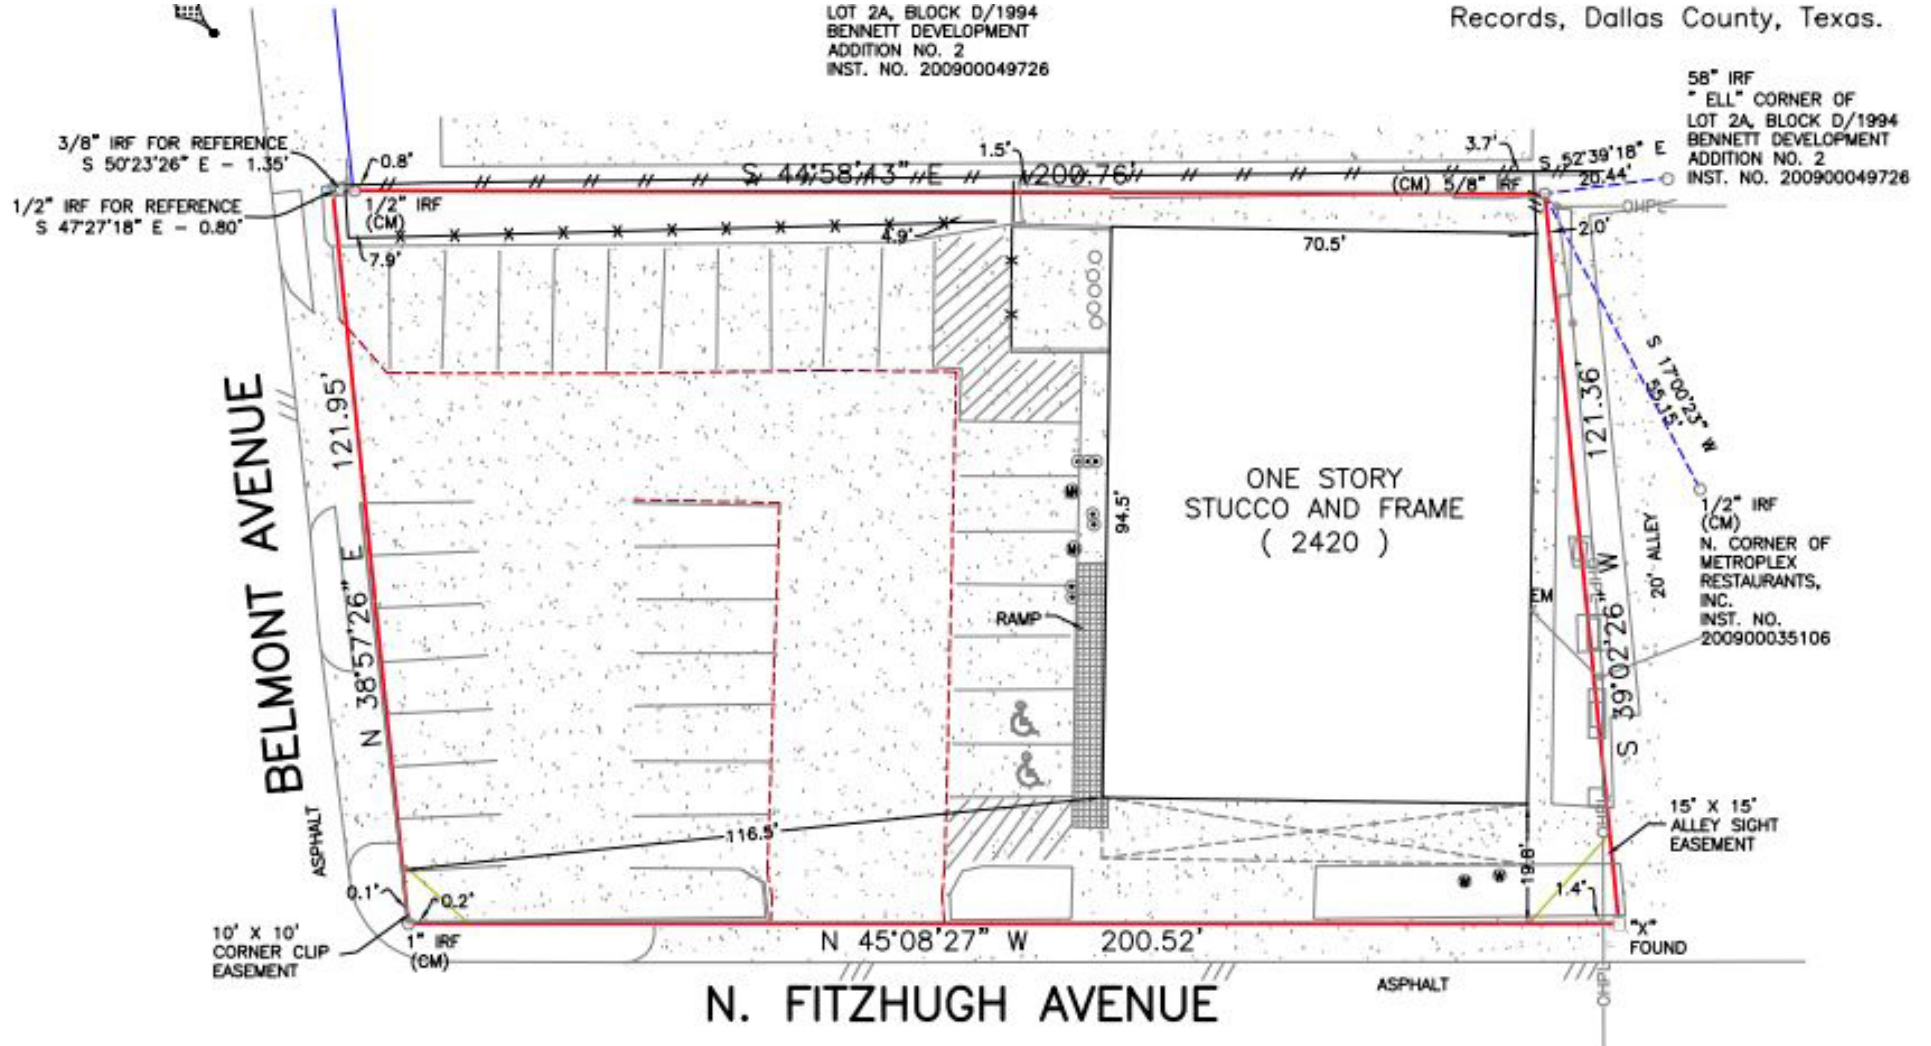 LOT 2A, BLOCK D/1994
BENNETT DEVELOPMENT
ADDITION NO. 2
INST. NO. 200900049726
Records, Dallas County, Texas.
58" IRF
" ELL" CORNER OF
LOT 2A, BLOCK D/1994
BENNETT DEVELOPMENT
ADDITION NO. 2
INST. NO. 200900049726
3/8" IRF FOR REFERENCE
S 50°23'26" E - 1.35'
0.8'
1/2" IRF FOR REFERENCE
S 47°27'18" E - 0.80'
1/2" IRF
(CM)
S 44°58'13" E 200.76'
1.5'
3.7'
(CM) 5/8" IRF
S 52°39'18" E
20.44'
OHPL
2.0'
7.9'
4.9'
70.5'
BELMONT AVENUE
121.95'
N 38°57'26" E
ASPHALT
ONE STORY
STUCCO AND FRAME
( 2420 )
94.5'
RAMP
EM
121.36'
S 39°02'26" W
S 17°00'23" W
55.15'
20' ALLEY
1/2" IRF
(CM)
N. CORNER OF
METROPLEX
RESTAURANTS,
INC.
INST. NO.
200900035106
OHPL
15' X 15'
ALLEY SIGHT
EASEMENT
116.5'
19.8'
1.4'
0.1'
0.2'
10' X 10'
CORNER CLIP
EASEMENT
1" IRF
(CM)
N 45°08'27" W 200.52'
"X"
FOUND
N. FITZHUGH AVENUE
ASPHALT
OHPL